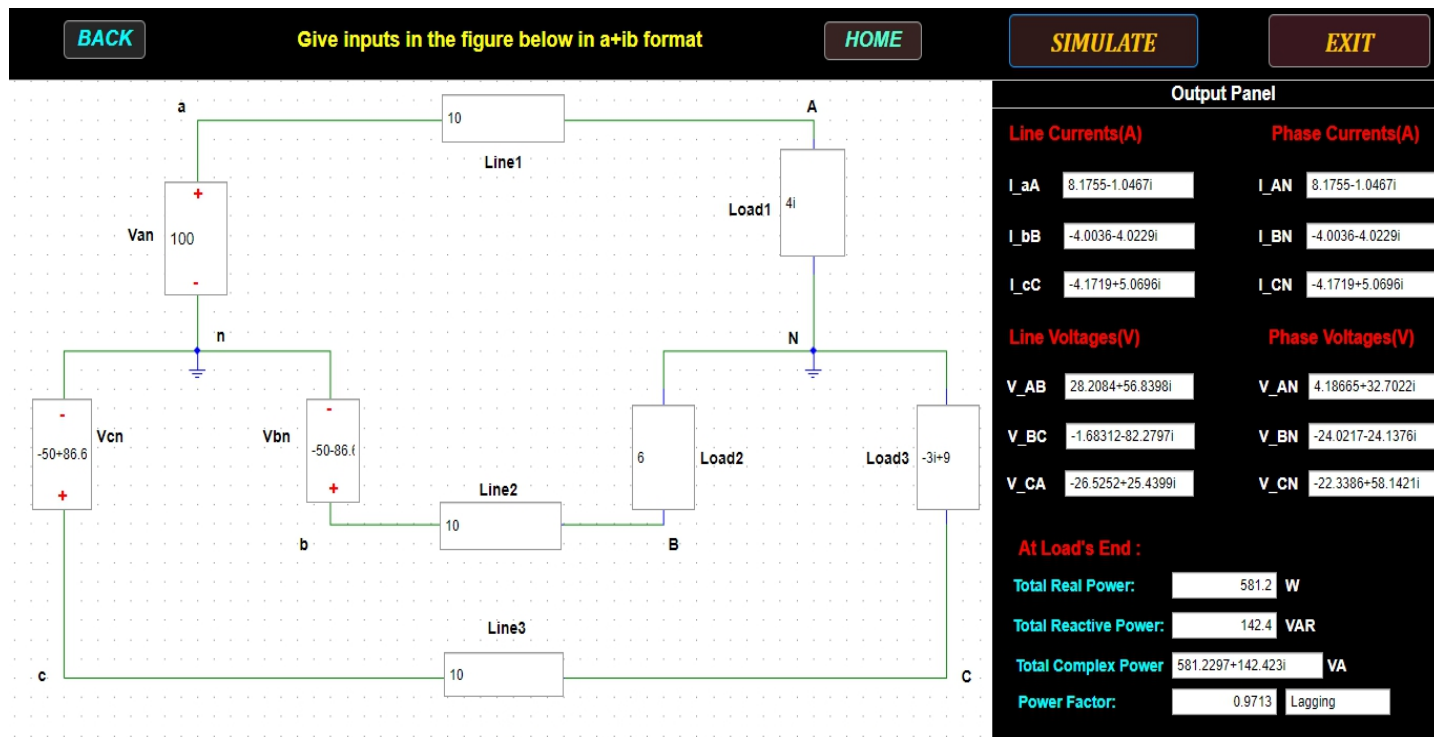 BACK
Give inputs in the figure below in a+ib format
HOME
SIMULATE
EXIT
a
10
A
Line1
+
Van
100
-
Load1
4i
n
N
-
Vcn
-50+86.6
+
Vbn
-
-50-86.6
+
6
Load2
Load3
-3i+9
Line2
10
b
B
Line3
c
10
C
Output Panel
Line Currents(A)
Phase Currents(A)
I_aA
8.1755-1.0467i
I_AN
8.1755-1.0467i
I_bB
-4.0036-4.0229i
I_BN
-4.0036-4.0229i
I_cC
-4.1719+5.0696i
I_CN
-4.1719+5.0696i
Line Voltages(V)
Phase Voltages(V)
V_AB
28.2084+56.8398i
V_AN
4.18665+32.7022i
V_BC
-1.68312-82.2797i
V_BN
-24.0217-24.1376i
V_CA
-26.5252+25.4399i
V_CN
-22.3386+58.1421i
At Load's End :
Total Real Power:
581.2
W
Total Reactive Power:
142.4
VAR
Total Complex Power
581.2297+142.423i
VA
Power Factor:
0.9713
Lagging